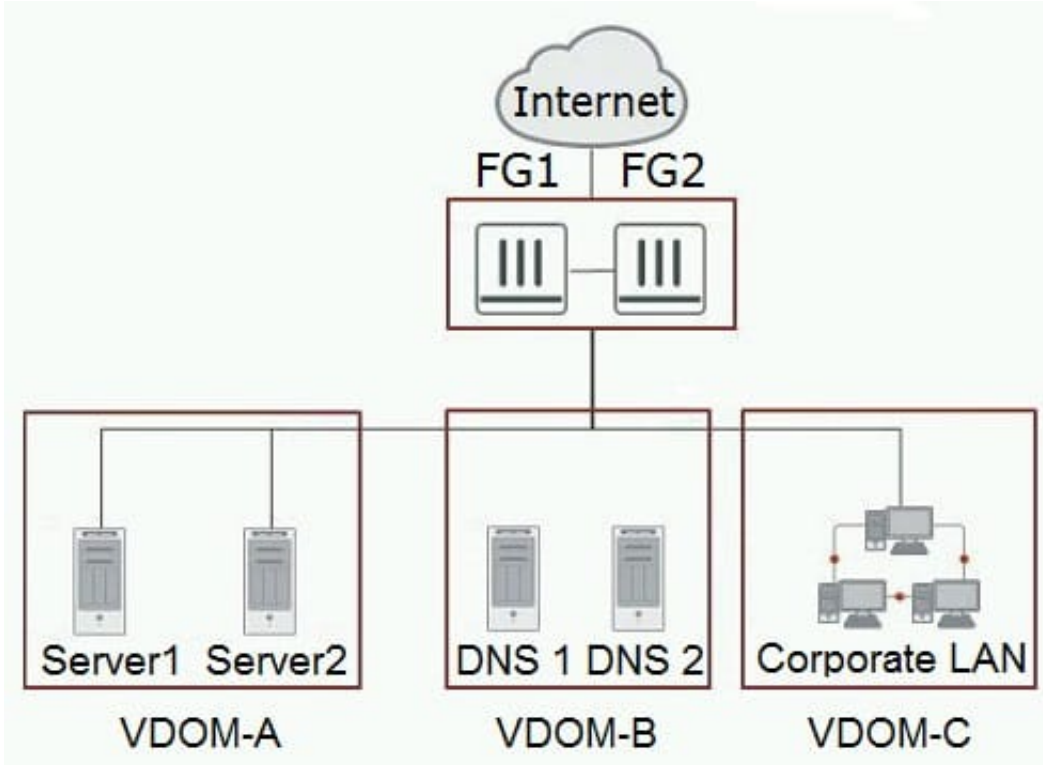 Internet
FG1 FG2
Server1 Server2
DNS 1 DNS 2
Corporate LAN
VDOM-A
VDOM-B
VDOM-C